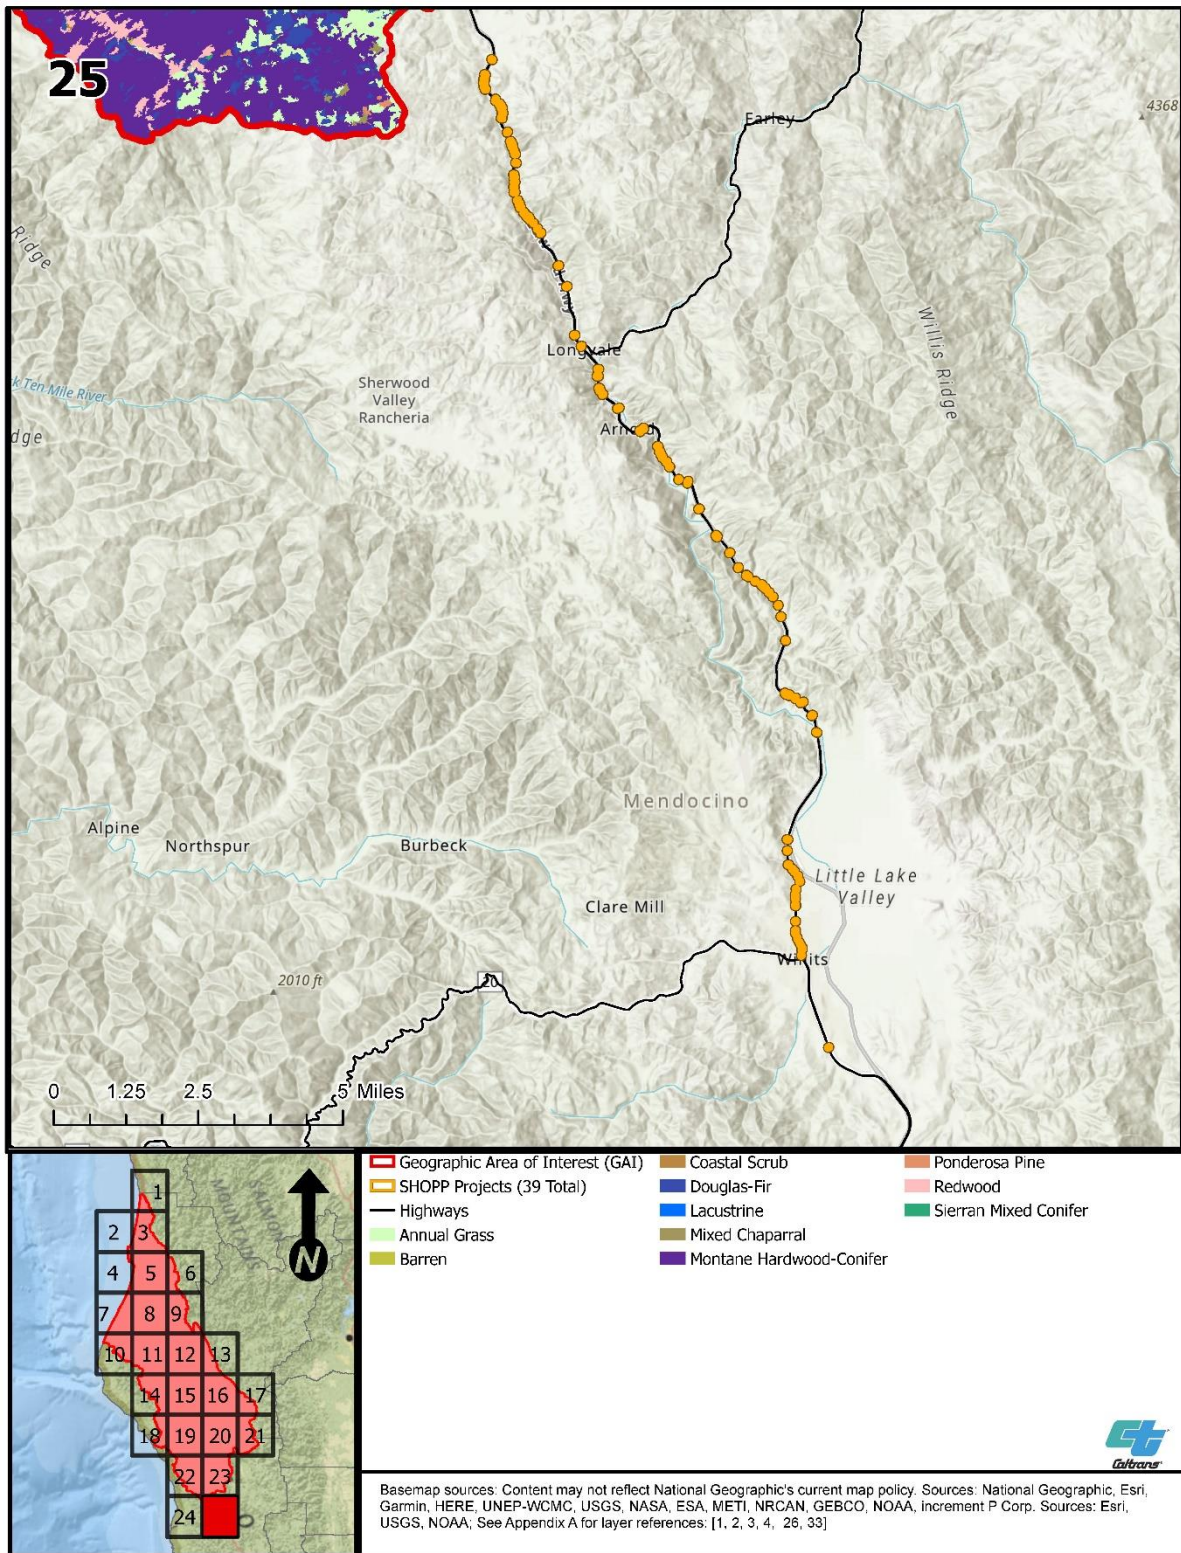 25
Farley
4368
Ridge
Willis Ridge
Longvale
k Ten Mile River
Sherwood
Valley
Rancheria
dge
Arnold
Mendocino
Alpine
Northspur
Burbeck
Little Lake
Valley
Clare Mill
Willits
2010 ft
20
0 1.25 2.5 5 Miles
Geographic Area of Interest (GAI)
SHOPP Projects (39 Total)
Highways
Annual Grass
Barren
Coastal Scrub
Douglas-Fir
Lacustrine
Mixed Chaparral
Montane Hardwood-Conifer
Ponderosa Pine
Redwood
Sierran Mixed Conifer
SALMON
MOUNTAINS
N
1
2 3
4 5 6
7 8 9
10 11 12 13
14 15 16 17
18 19 20 21
22 23
24
Caltrans
Basemap sources: Content may not reflect National Geographic's current map policy. Sources: National Geographic, Esri,
Garmin, HERE, UNEP-WCMC, USGS, NASA, ESA, METI, NRCAN, GEBCO, NOAA, increment P Corp. Sources: Esri,
USGS, NOAA; See Appendix A for layer references: [1, 2, 3, 4, 26, 33]